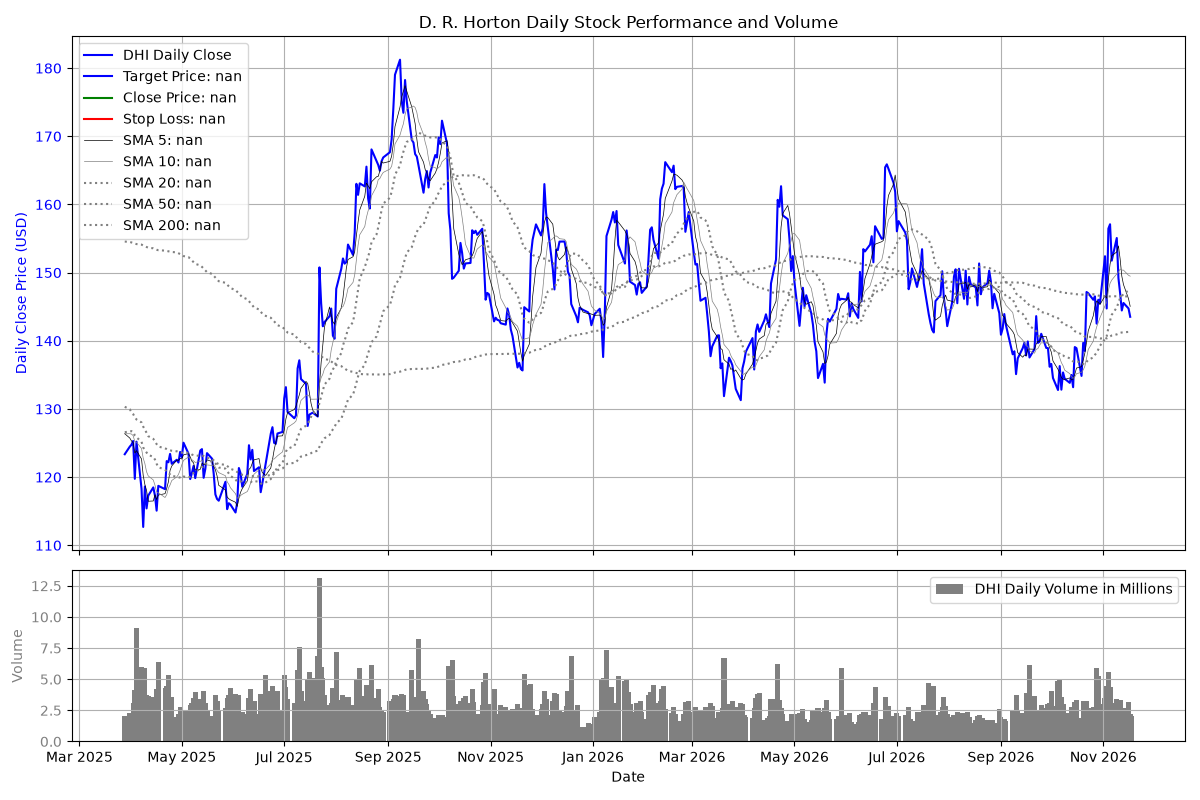 D. R. Horton Daily Stock Performance and Volume
DHI Daily Close
Target Price: nan
Close Price: nan
Stop Loss: nan
SMA 5: nan
SMA 10: nan
SMA 20: nan
SMA 50: nan
SMA 200: nan
180
170
160
150
140
130
120
110
Daily Close Price (USD)
DHI Daily Volume in Millions
12.5
10.0
7.5
5.0
2.5
0.0
Volume
Mar 2025 May 2025 Jul 2025 Sep 2025 Nov 2025 Jan 2026 Mar 2026 May 2026 Jul 2026 Sep 2026 Nov 2026
Date